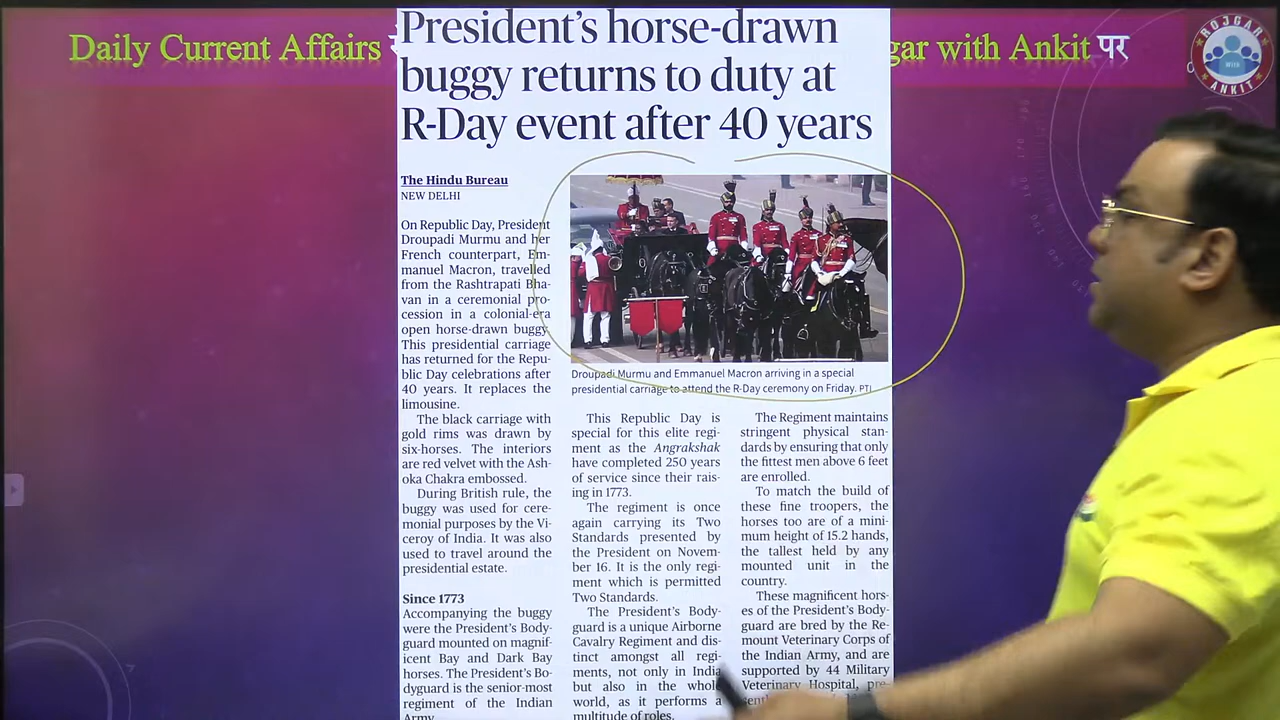 Daily Current Affairs
President's horse-drawn
buggy returns to duty at
R-Day event after 40 years
gar with Ankit पर
ROJGAR
WITH
ANKIT
The Hindu Bureau
NEW DELHI
On Republic Day, President
Droupadi Murmu and her
French counterpart, Em-
manuel Macron, travelled
from the Rashtrapati Bha-
van in a ceremonial pro-
cession in a colonial-era
open horse-drawn buggy.
This presidential carriage
has returned for the Repu-
blic Day celebrations after
40 years. It replaces the
limousine.
The black carriage with
gold rims was drawn by
six-horses. The interiors
are red velvet with the Ash-
oka Chakra embossed.
During British rule, the
buggy was used for cere-
monial purposes by the Vi-
ceroy of India. It was also
used to travel around the
presidential estate.
Since 1773
Accompanying the buggy
were the President's Body-
guard mounted on magnif-
icent Bay and Dark Bay
horses. The President's Bo-
dyguard is the senior-most
regiment of the Indian
Army.
Droupadi Murmu and Emmanuel Macron arriving in a special
presidential carriage to attend the R-Day ceremony on Friday. PTI
This Republic Day is
special for this elite regi-
ment as the Angrakshak
have completed 250 years
of service since their rais-
ing in 1773.
The regiment is once
again carrying its Two
Standards presented by
the President on Novem-
ber 16. It is the only regi-
ment which is permitted
Two Standards.
The President's Body-
guard is a unique Airborne
Cavalry Regiment and dis-
tinct amongst all regi-
ments, not only in India
but also in the whole
world, as it performs a
multitude of roles.
The Regiment maintains
stringent physical stan-
dards by ensuring that only
the fittest men above 6 feet
are enrolled.
To match the build of
these fine troopers, the
horses too are of a mini-
mum height of 15.2 hands,
the tallest held by any
mounted unit in the
country.
These magnificent hors-
es of the President's Body-
guard are bred by the Re-
mount Veterinary Corps of
the Indian Army, and are
supported by 44 Military
Veterinary Hospital, pre-